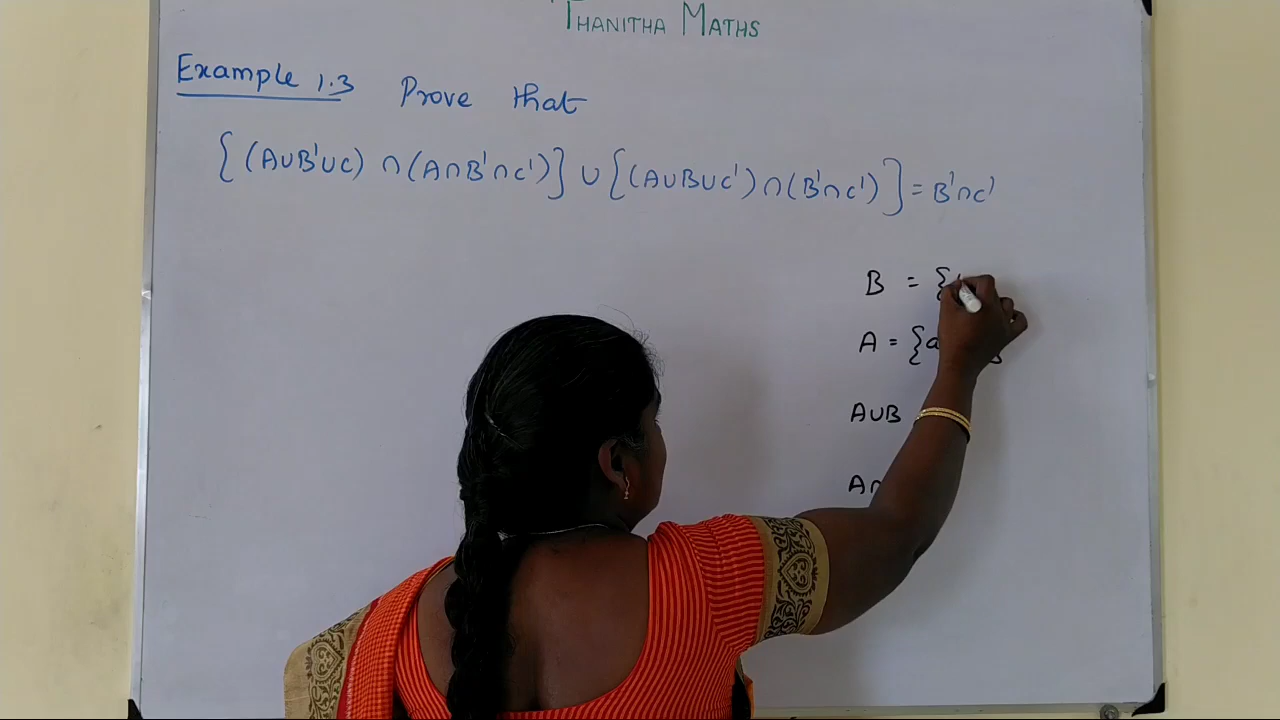 THANITHA MATHS
Example 1.3 Prove that
{(A∪B'∪C) ∩ (A∩B'∩C')] ∪ {(A∪B∪C') ∩ (B'∩C')] = B'∩C'
B = {
A = {a
A∪B
A∩